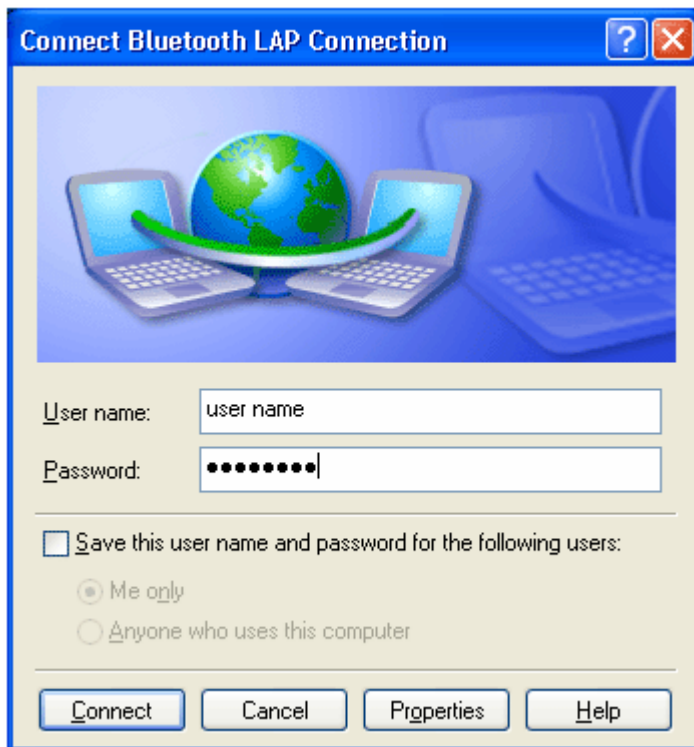 Connect Bluetooth LAP Connection
User name:
user name
Password:
••••••••
Save this user name and password for the following users:
Me only
Anyone who uses this computer
Connect Cancel Properties Help